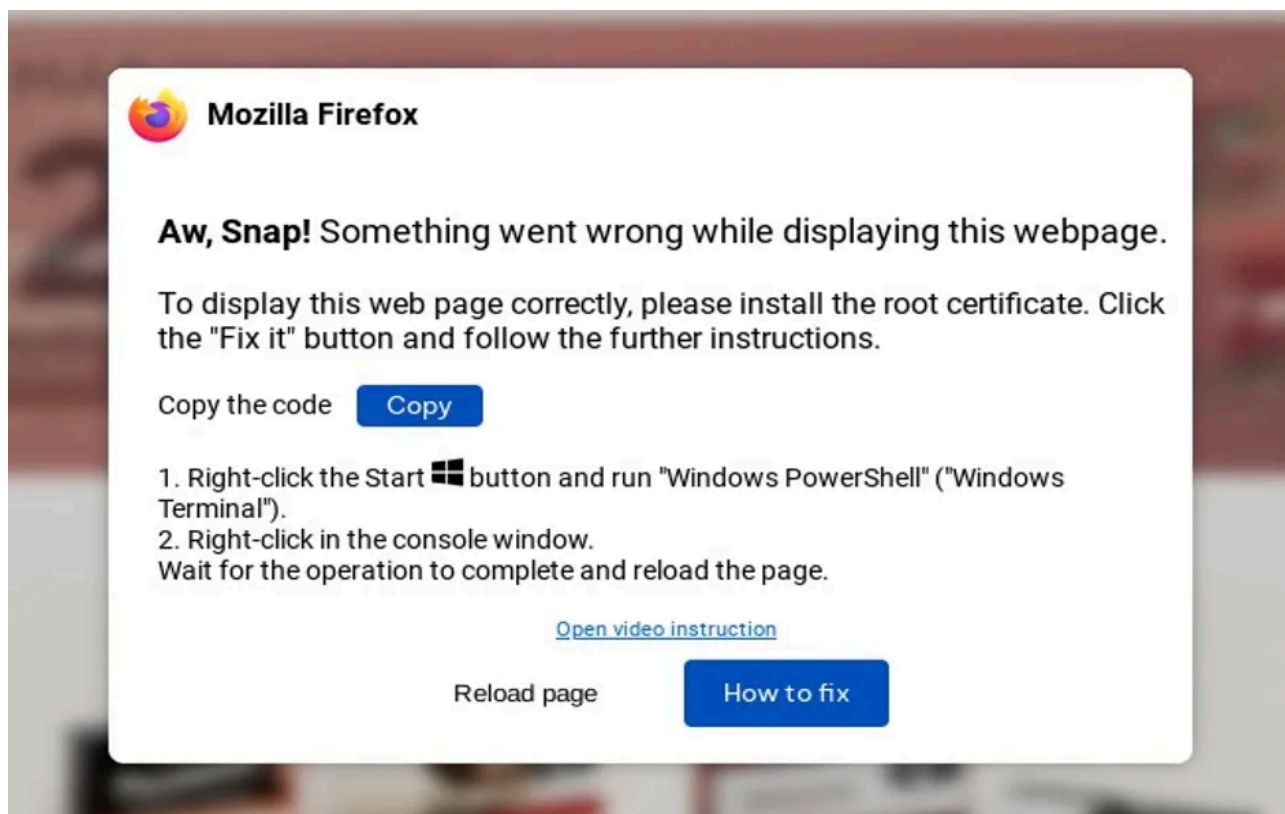 Mozilla Firefox
Aw, Snap! Something went wrong while displaying this webpage.
To display this web page correctly, please install the root certificate. Click
the "Fix it" button and follow the further instructions.
Copy the code Copy
1. Right-click the Start button and run "Windows PowerShell" ("Windows
Terminal").
2. Right-click in the console window.
Wait for the operation to complete and reload the page.
Open video instruction
Reload page How to fix